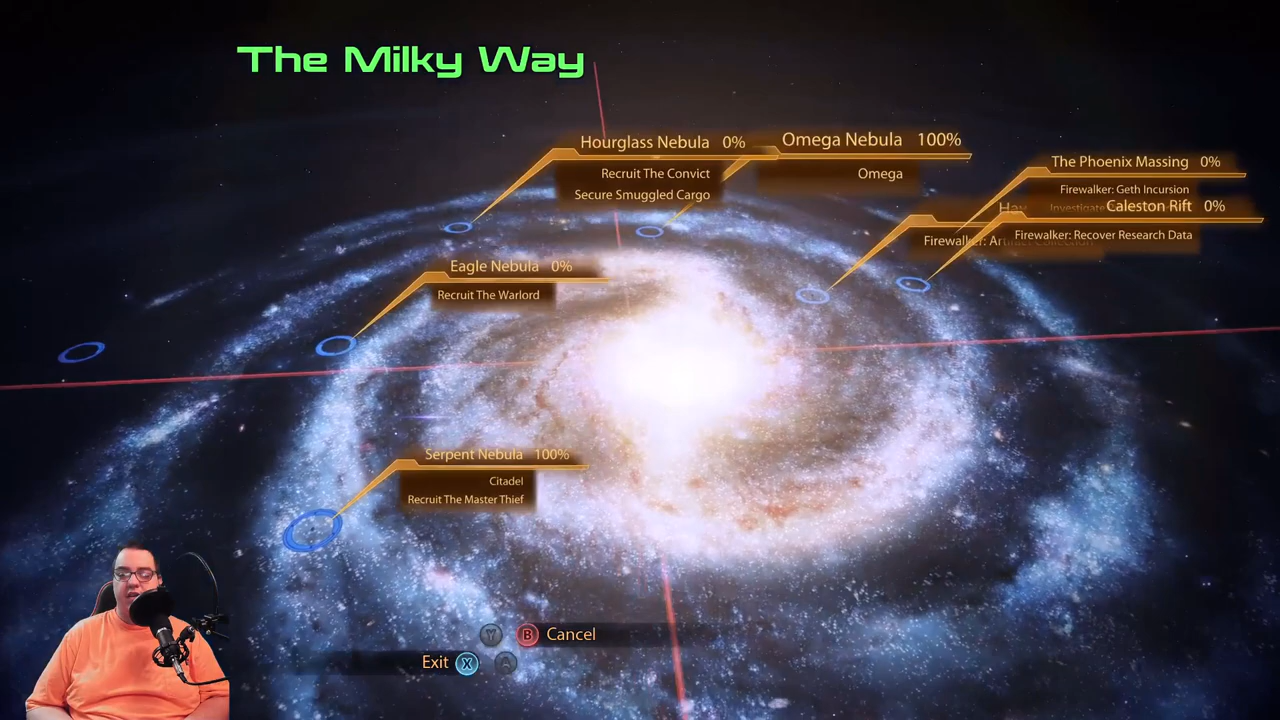 The Milky Way
Hourglass Nebula 0%
Recruit The Convict
Secure Smuggled Cargo
Omega Nebula 100%
Omega
The Phoenix Massing 0%
Firewalker: Geth Incursion
Investigate
Caleston Rift 0%
Firewalker: Recover Research Data
Firewalker:
Eagle Nebula 0%
Recruit The Warlord
Serpent Nebula 100%
Citadel
Recruit The Master Thief
Y B Cancel
Exit X A